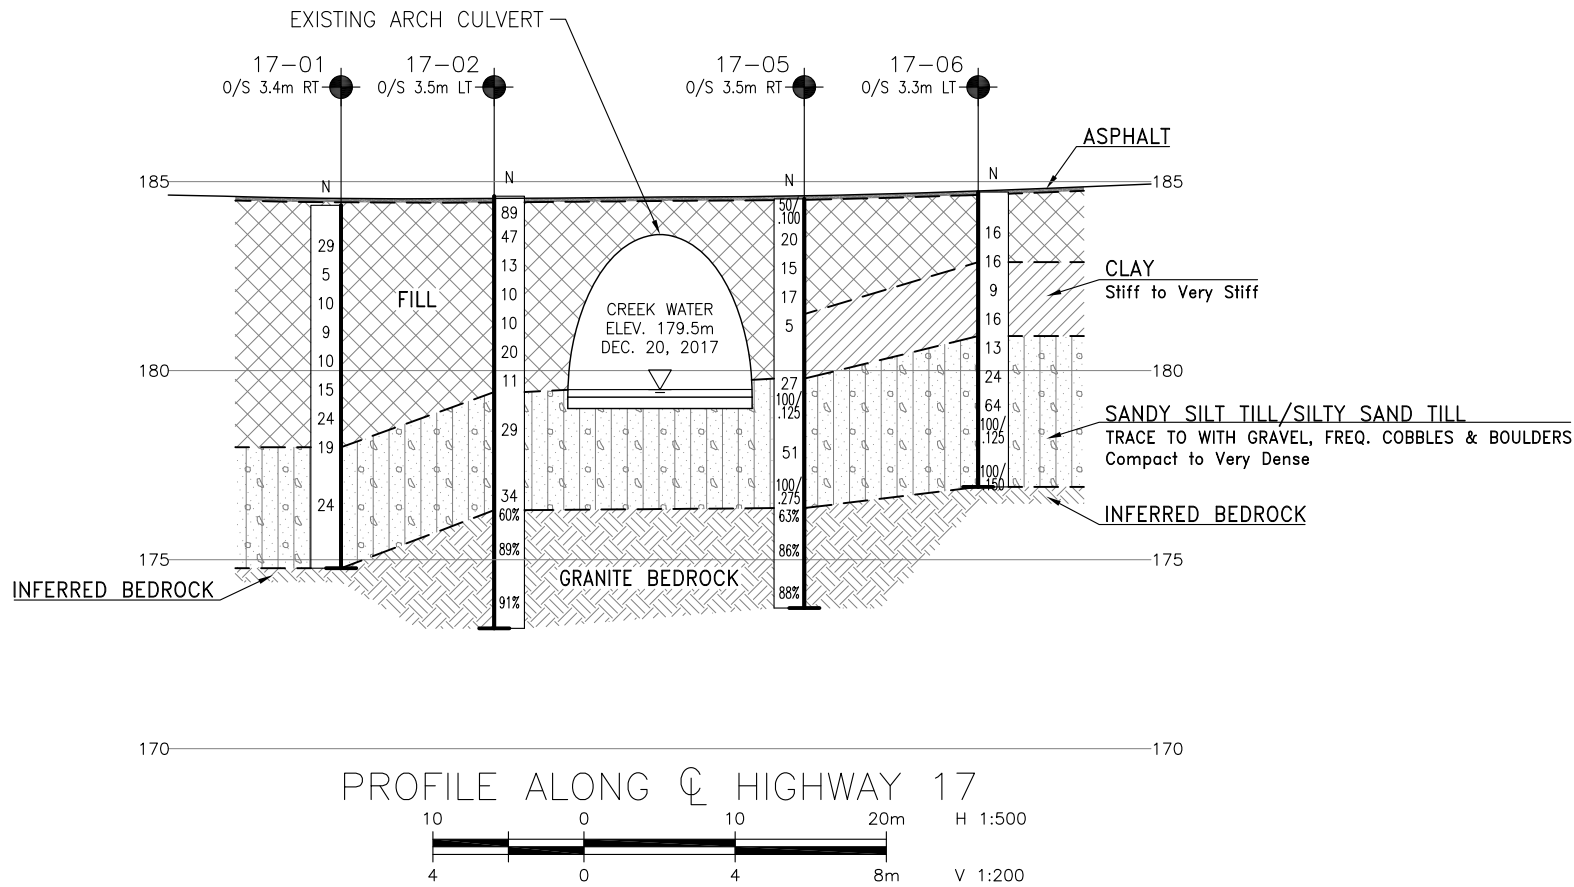 EXISTING ARCH CULVERT
17-01
O/S 3.4m RT
17-02
O/S 3.5m LT
17-05
O/S 3.5m RT
17-06
O/S 3.3m LT
ASPHALT
185
185
N
29
5
10
9
10
15
24
19
24
FILL
N
89
47
13
10
10
20
11
29
34
60%
89%
91%
CREEK WATER
ELEV. 179.5m
DEC. 20, 2017
N
50/
.100
20
15
17
5
27
100/
.125
51
100/
.275
63%
86%
88%
N
16
16
9
16
13
24
64
100/
.125
100/
.150
CLAY
Stiff to Very Stiff
180
180
SANDY SILT TILL/SILTY SAND TILL
TRACE TO WITH GRAVEL, FREQ. COBBLES & BOULDERS
Compact to Very Dense
INFERRED BEDROCK
175
175
GRANITE BEDROCK
INFERRED BEDROCK
170
170
PROFILE ALONG ℄ HIGHWAY 17
10 0 10 20m H 1:500
4 0 4 8m V 1:200